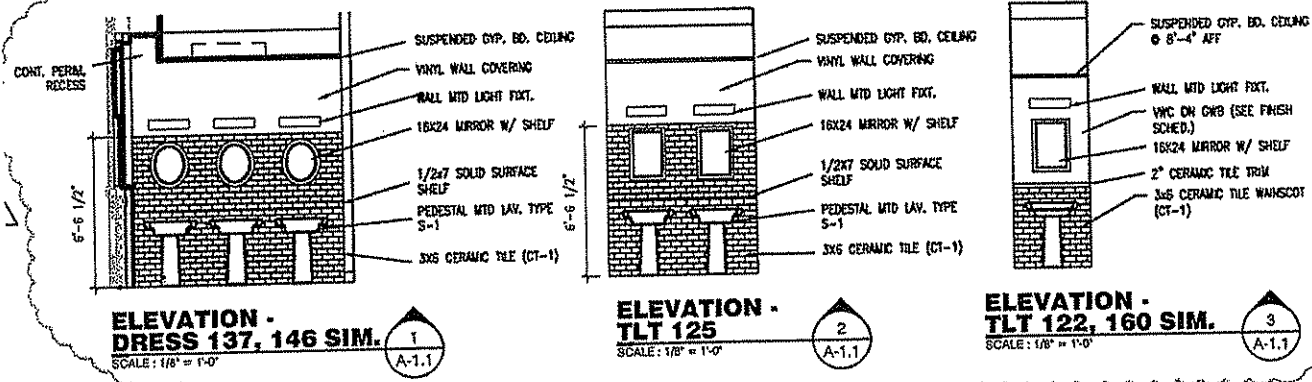 CONT. PERM.
RECESS
SUSPENDED GYP. BD. CEILING
VINYL WALL COVERING
WALL MTD LIGHT FIXT.
16X24 MIRROR W/ SHELF
1/2x7 SOLID SURFACE
SHELF
PEDESTAL MTD LAV. TYPE
S-1
3X6 CERAMIC TILE (CT-1)
6'-6 1/2"
ELEVATION -
DRESS 137, 146 SIM.
SCALE: 1/8" = 1'-0"
1
A-1.1
SUSPENDED GYP. BD. CEILING
VINYL WALL COVERING
WALL MTD LIGHT FIXT.
16X24 MIRROR W/ SHELF
1/2X7 SOLID SURFACE
SHELF
PEDESTAL MTD LAV. TYPE
S-1
3X6 CERAMIC TILE (CT-1)
6'-6 1/2"
ELEVATION -
TLT 125
SCALE: 1/8" = 1'-0"
2
A-1.1
SUSPENDED GYP. BD. CEILING
@ 8'-4" AFF
WALL MTD LIGHT FIXT.
VWC ON GWB (SEE FINISH
SCHED.)
16X24 MIRROR W/ SHELF
2" CERAMIC TILE TRIM
3x6 CERAMIC TILE WAINSCOT
(CT-1)
ELEVATION -
TLT 122, 160 SIM.
SCALE: 1/8" = 1'-0"
3
A-1.1